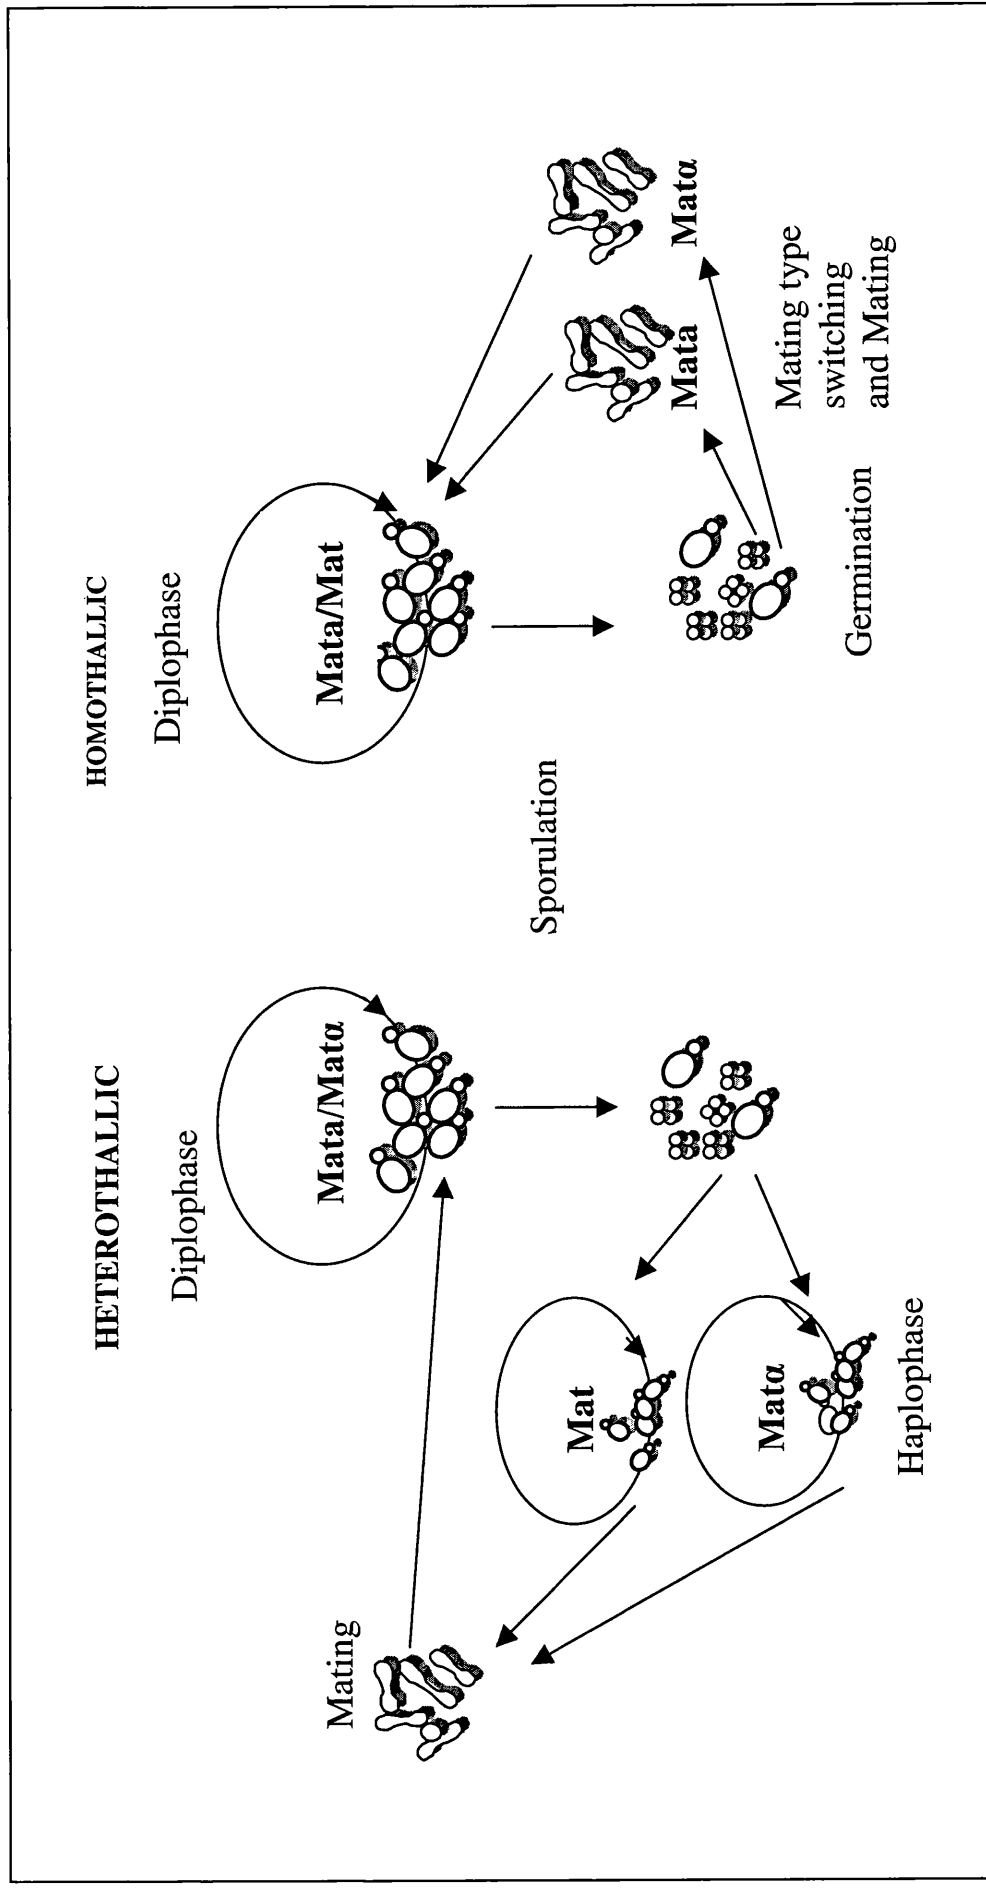 HETEROTHALLIC
Diplophase
Mata/Matα
Mating
Mat
Matα
Haplophase
Sporulation
HOMOTHALLIC
Diplophase
Mata/Mat
Mata
Matα
Germination
Mating type
switching
and Mating